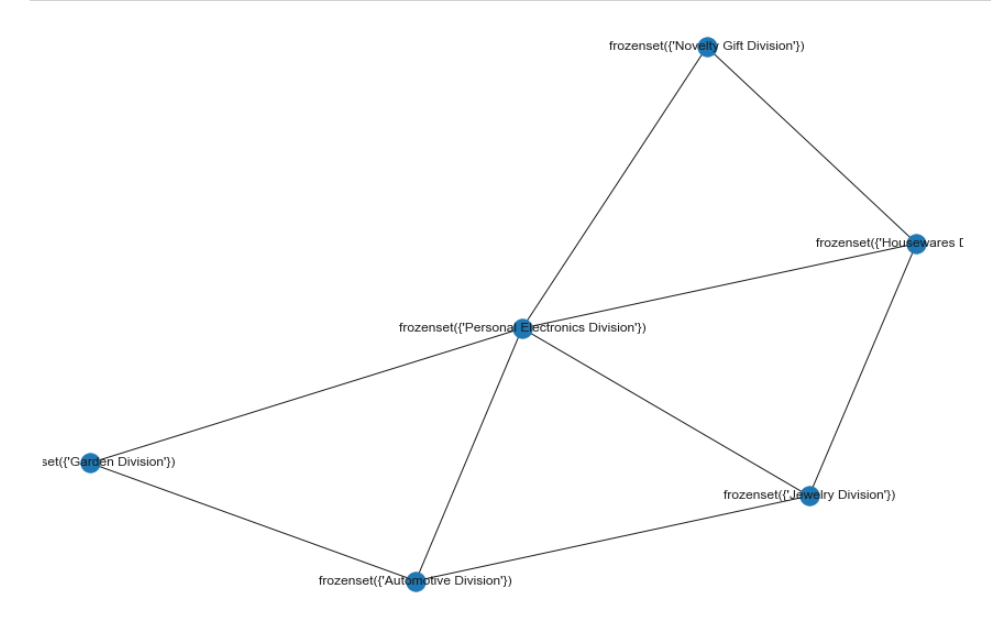 frozenset({'Novelty Gift Division'})
frozenset({'Housewares
frozenset({'Personal Electronics Division'})
set({'Garden Division'})
frozenset({'Jewelry Division'})
frozenset({'Automotive Division'})